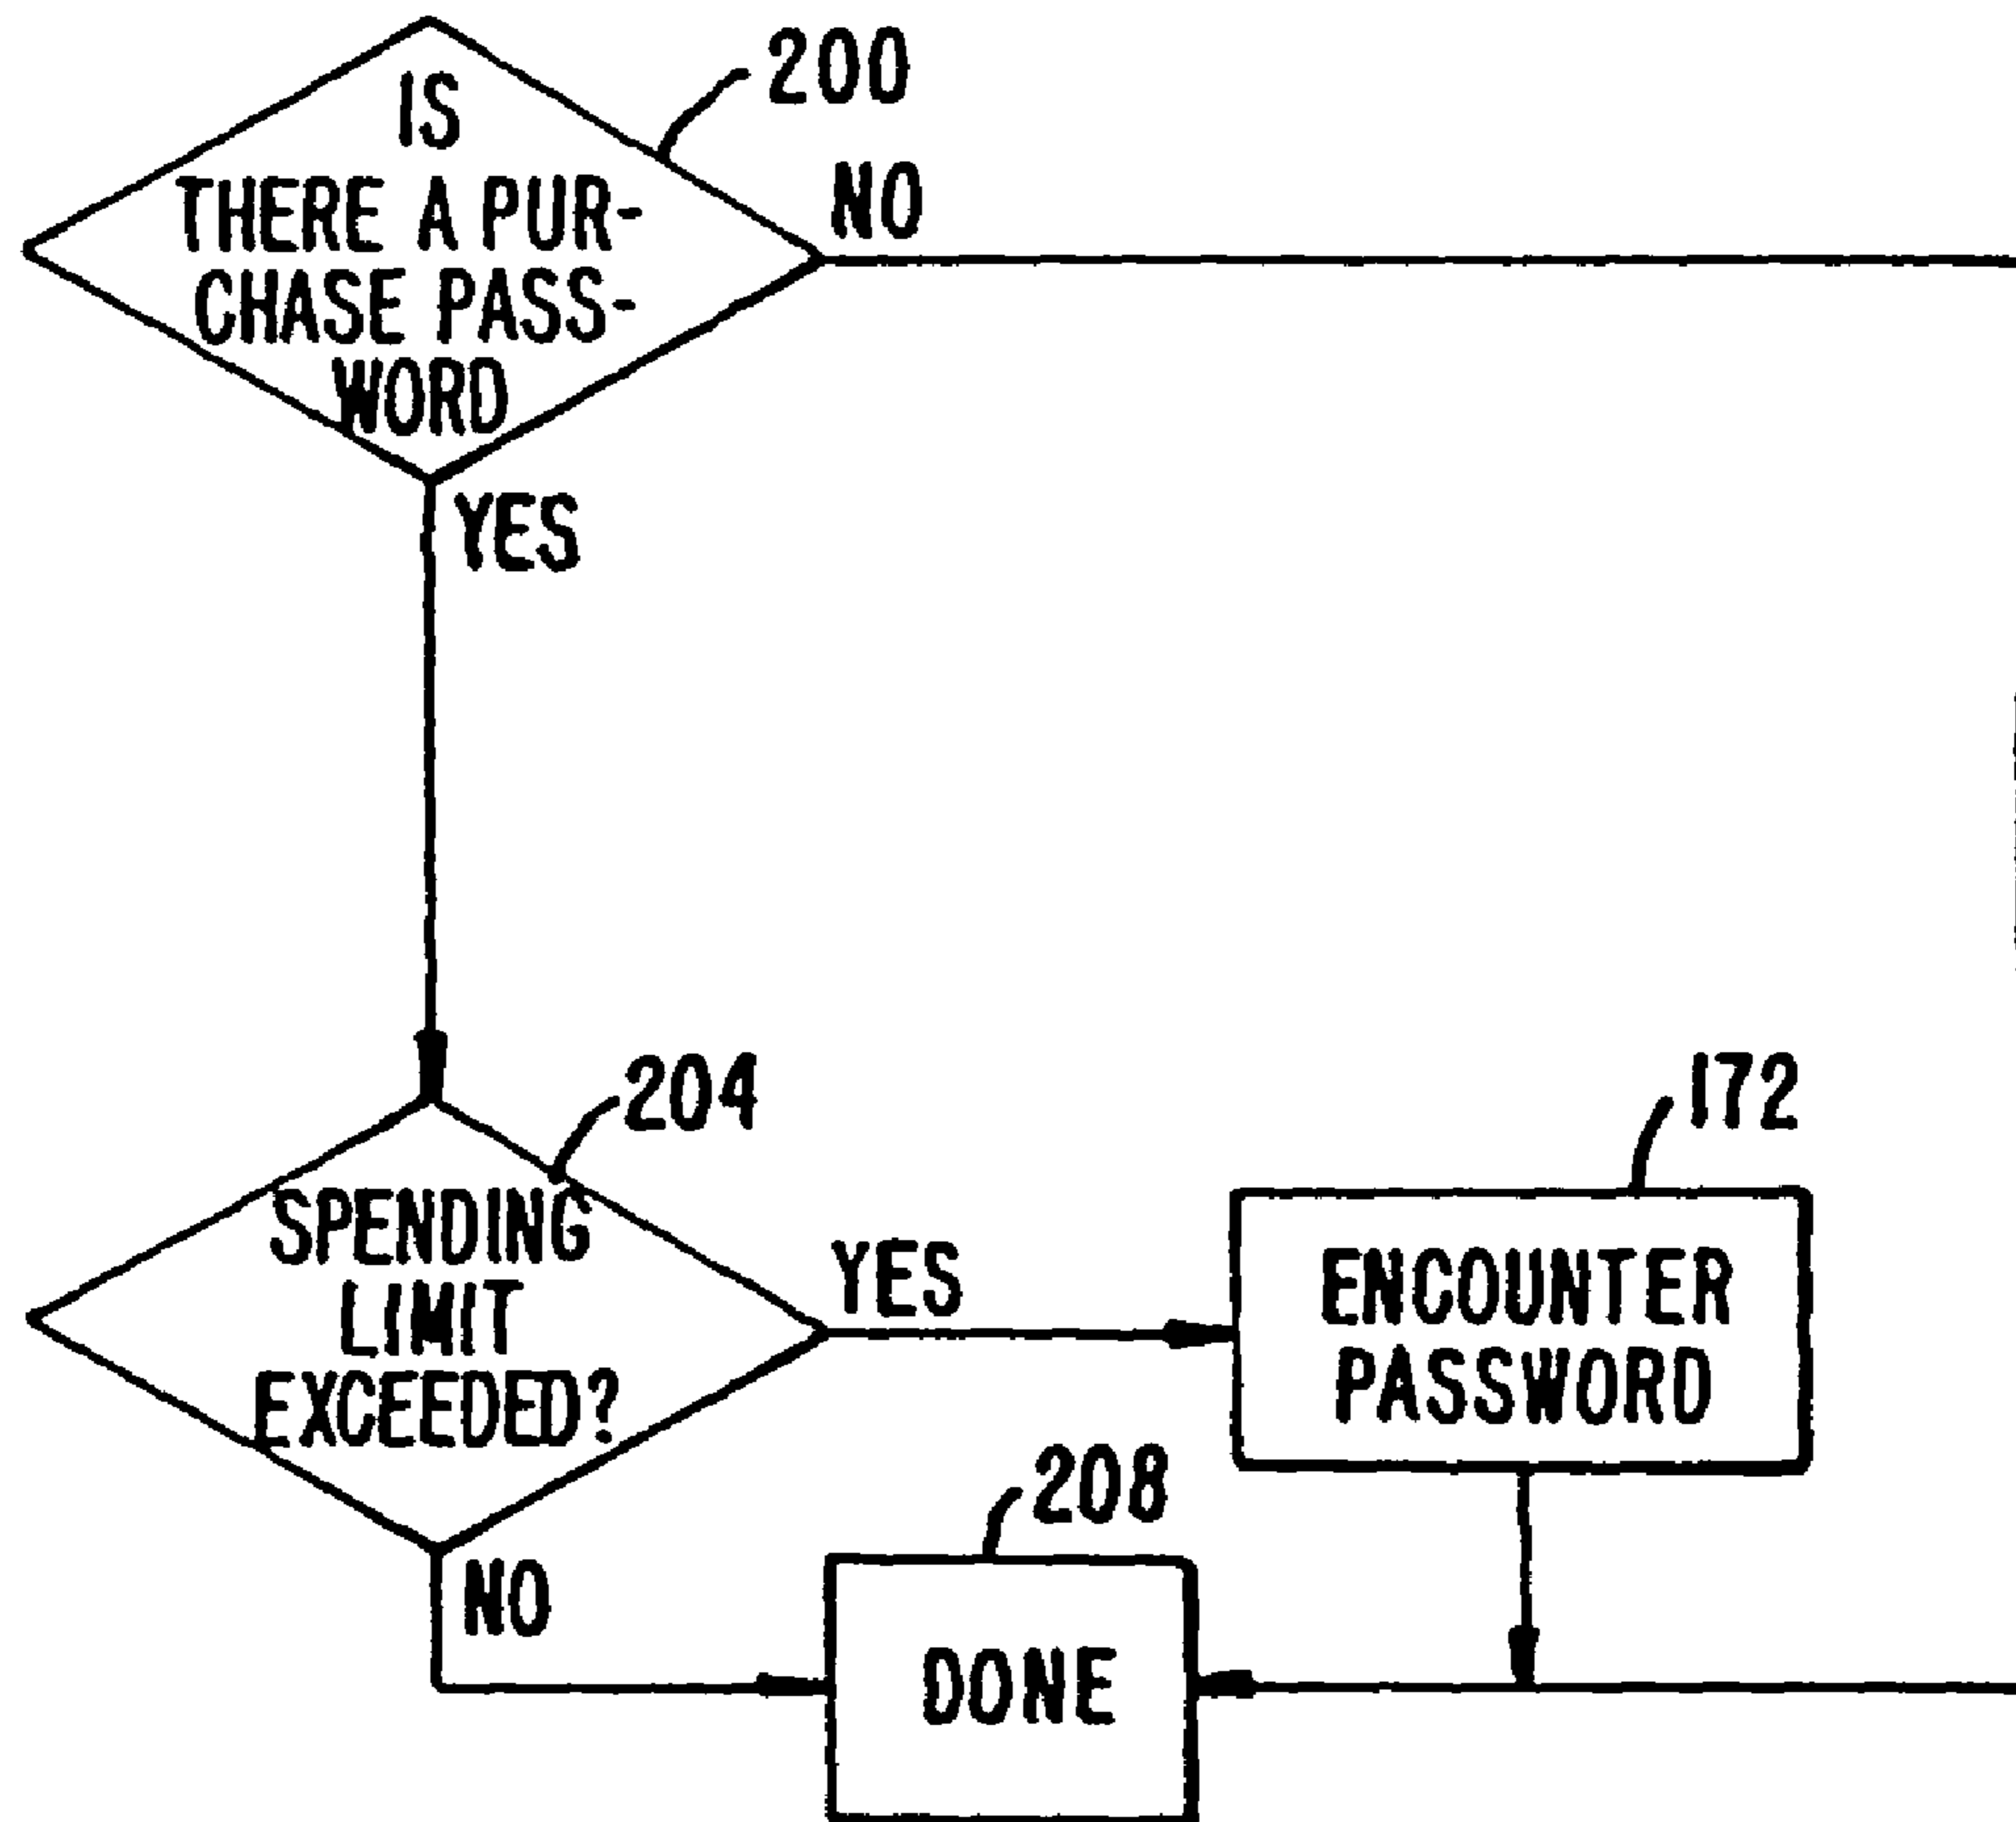 200
IS
THERE A PUR-
CHASE PASS-
WORD
NO
YES
204
SPENDING
LIMIT
EXCEEDED?
YES
NO
172
ENCOUNTER
PASSWORD
208
DONE